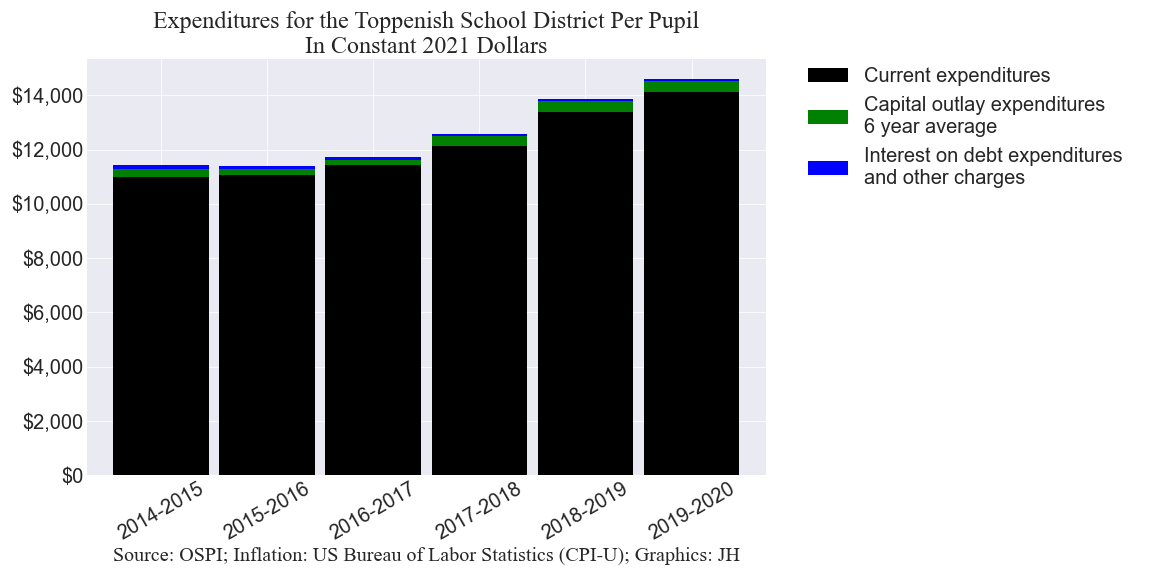 Expenditures for the Toppenish School District Per Pupil
In Constant 2021 Dollars
$14,000
$12,000
$10,000
$8,000
$6,000
$4,000
$2,000
$0
2014-2015
2015-2016
2016-2017
2017-2018
2018-2019
2019-2020
Current expenditures
Capital outlay expenditures
6 year average
Interest on debt expenditures
and other charges
Source: OSPI; Inflation: US Bureau of Labor Statistics (CPI-U); Graphics: JH